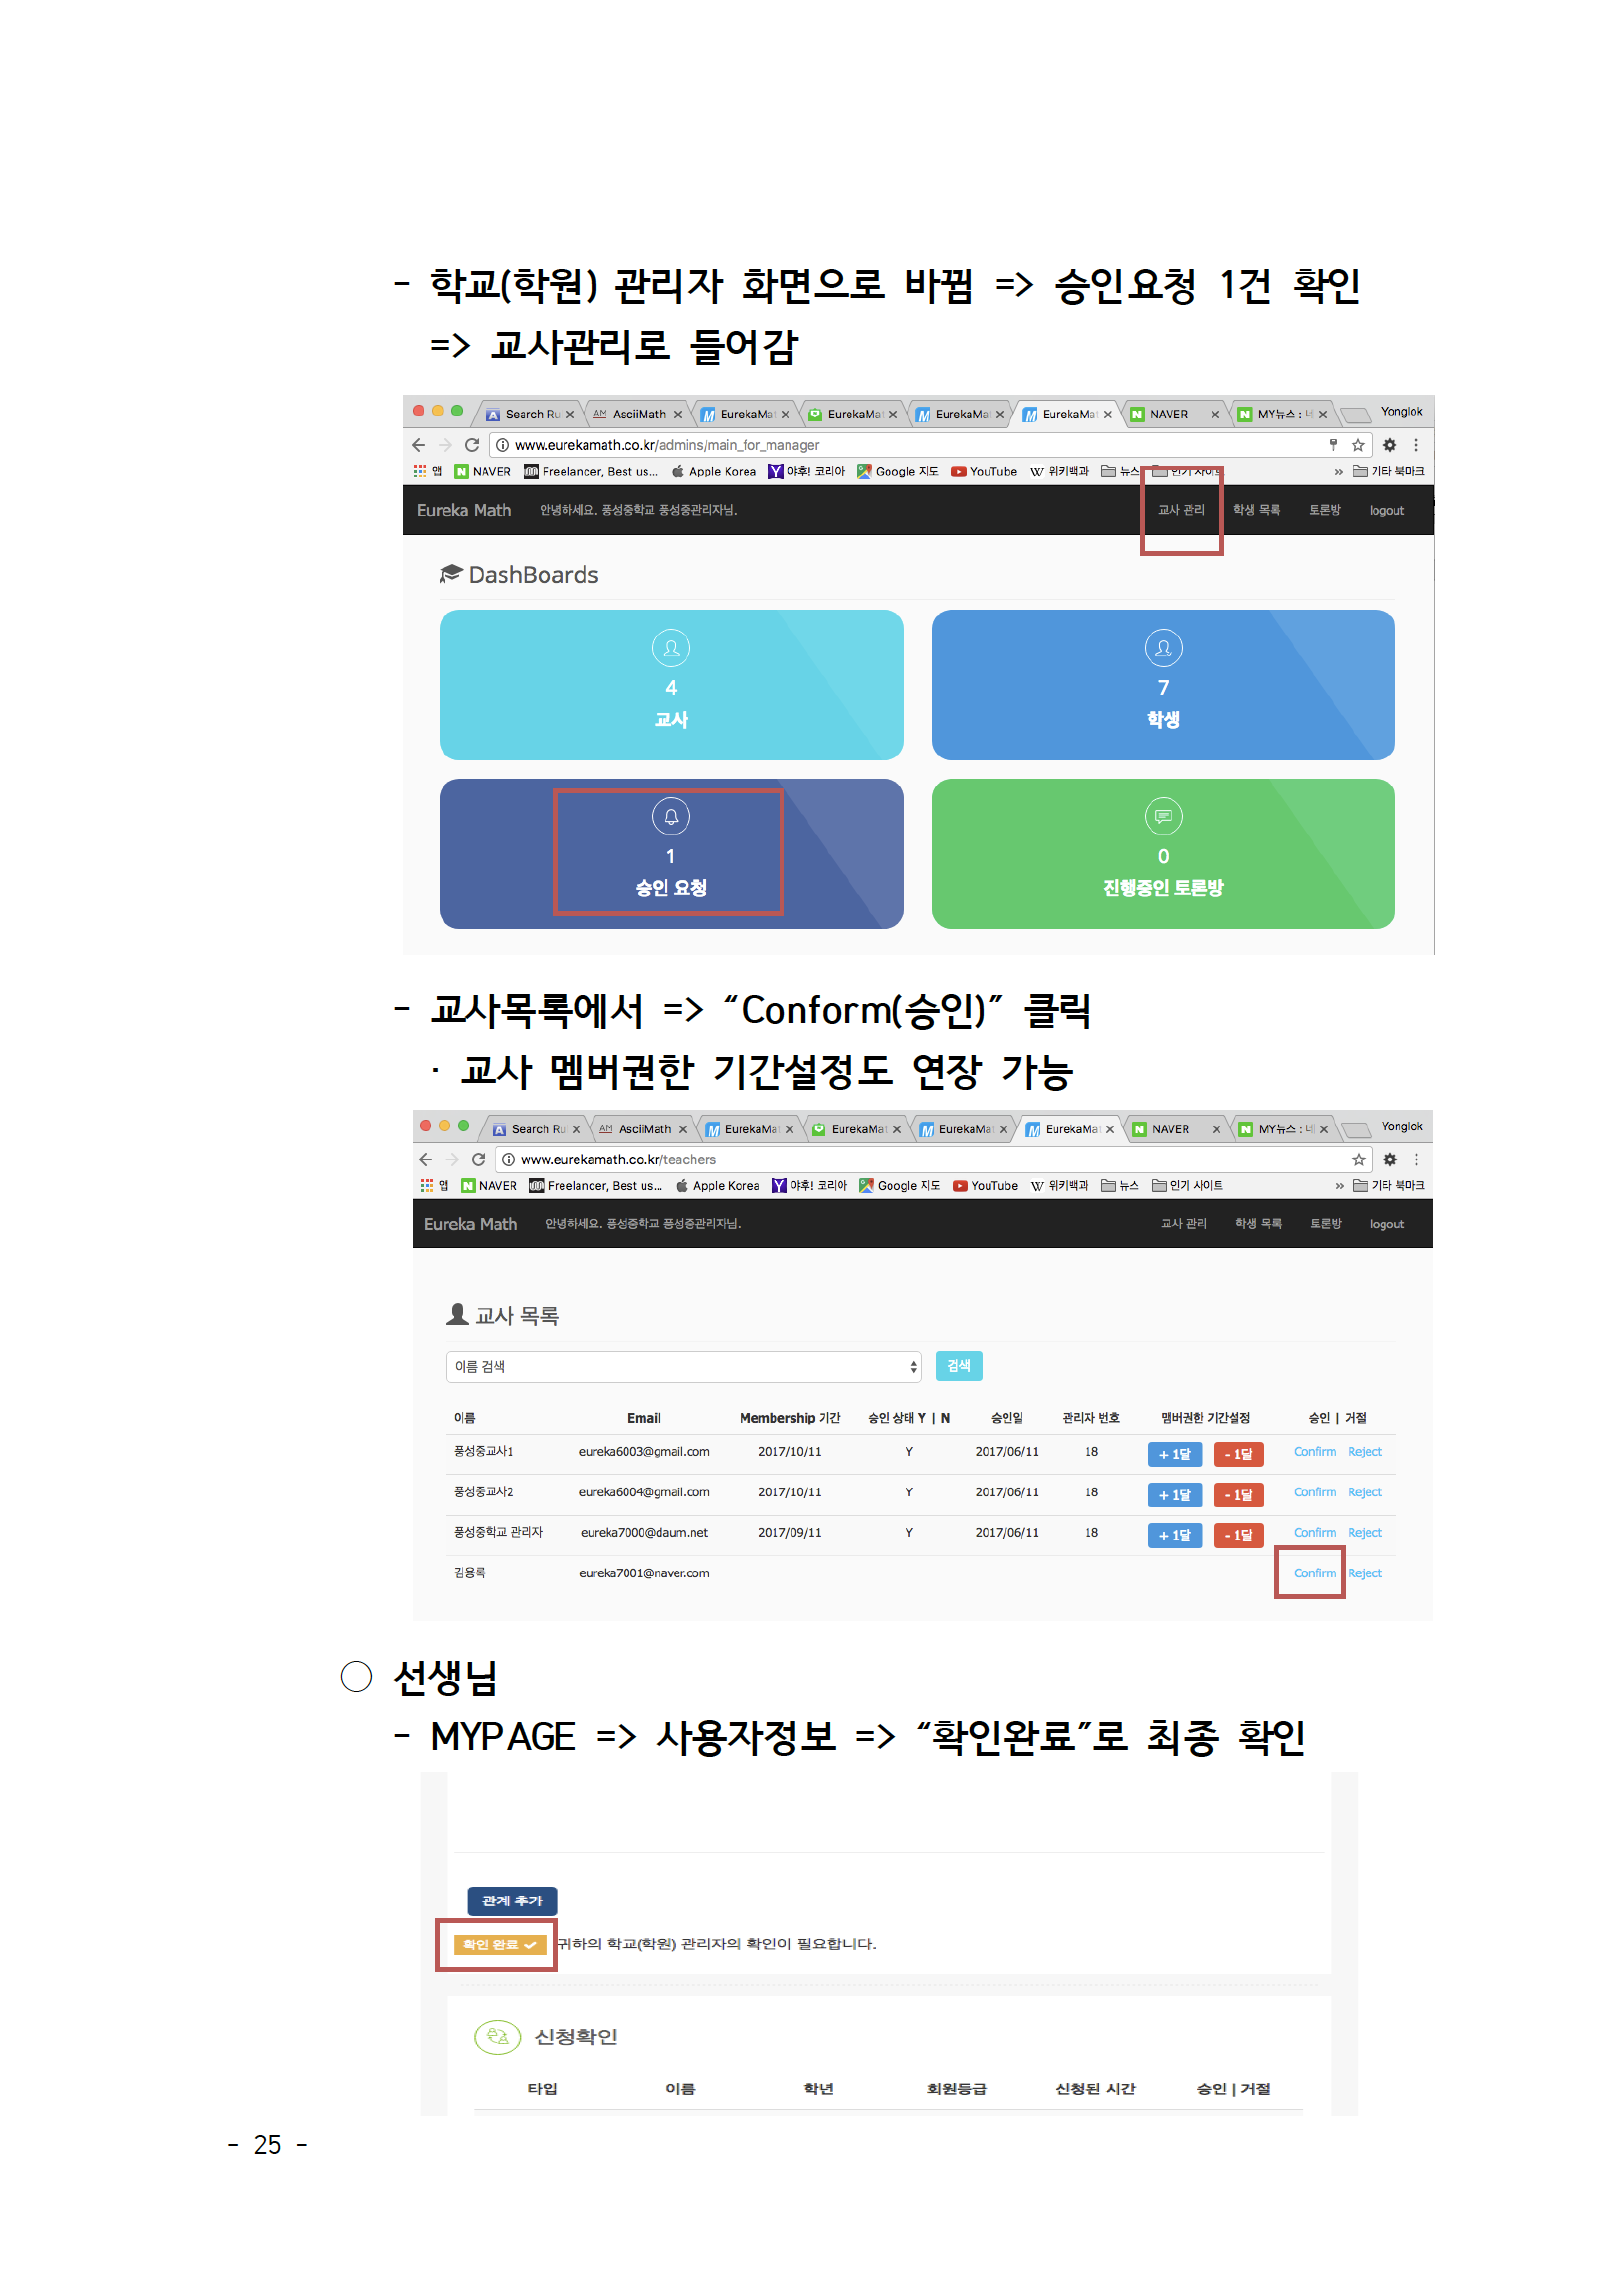 - 학교(학원) 관리자 화면으로 바뀜 => 승인요청 1건 확인
=> 교사관리로 들어감
Search Ru AsciiMath EurekaMat EurekaMat EurekaMa EurekaMat NAVER MY뉴스 : 네 Yonglok
www.eurekamath.co.kr/admins/main_for_manager
앱 NAVER Freelancer, Best us... Apple Korea 야후! 코리아 Google 지도 YouTube 위키백과 뉴스 인기 사이트 » 기타 북마크
Eureka Math 안녕하세요. 풍성중학교 풍성중관리자님. 교사 관리 학생 목록 토론방 logout
DashBoards
4 7
교사 학생
1 0
승인 요청 진행중인 토론방
- 교사목록에서 => “Conform(승인)” 클릭
· 교사 멤버권한 기간설정도 연장 가능
Search Ru AsciiMath EurekaMat EurekaMat EurekaMat EurekaMat NAVER MY뉴스 : 네 Yonglok
www.eurekamath.co.kr/teachers
앱 NAVER Freelancer, Best us... Apple Korea 야후! 코리아 Google 지도 YouTube 위키백과 뉴스 인기 사이트 » 기타 북마크
Eureka Math 안녕하세요. 풍성중학교 풍성중관리자님. 교사 관리 학생 목록 토론방 logout
교사 목록
이름 검색 검색
이름 Email Membership 기간 승인 상태 Y | N 승인일 관리자 번호 멤버권한 기간설정 승인 | 거절
풍성중교사1 eureka6003@gmail.com 2017/10/11 Y 2017/06/11 18 + 1달 - 1달 Confirm Reject
풍성중교사2 eureka6004@gmail.com 2017/10/11 Y 2017/06/11 18 + 1달 - 1달 Confirm Reject
풍성중학교 관리자 eureka7000@daum.net 2017/09/11 Y 2017/06/11 18 + 1달 - 1달 Confirm Reject
김용록 eureka7001@naver.com Confirm Reject
○ 선생님
- MYPAGE => 사용자정보 => “확인완료”로 최종 확인
관계 추가
확인 완료 ✓ 귀하의 학교(학원) 관리자의 확인이 필요합니다.
신청확인
타입 이름 학년 회원등급 신청된 시간 승인 | 거절
- 25 -